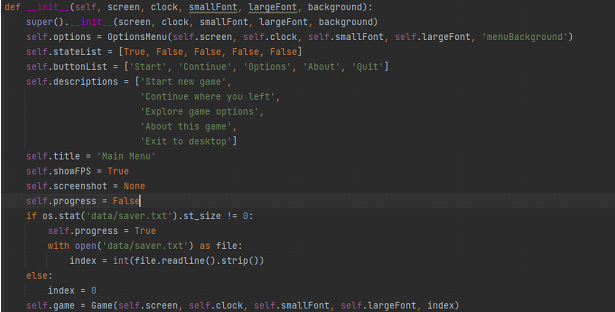 def __init__(self, screen, clock, smallFont, largeFont, background):
    super().__init__(screen, clock, smallFont, largeFont, background)
    self.options = OptionsMenu(self.screen, self.clock, self.smallFont, self.largeFont, 'menuBackground')
    self.stateList = [True, False, False, False, False]
    self.buttonList = ['Start', 'Continue', 'Options', 'About', 'Quit']
    self.descriptions = ['Start new game',
                         'Continue where you left',
                         'Explore game options',
                         'About this game',
                         'Exit to desktop']
    self.title = 'Main Menu'
    self.showFPS = True
    self.screenshot = None
    self.progress = False
    if os.stat('data/saver.txt').st_size != 0:
        self.progress = True
        with open('data/saver.txt') as file:
            index = int(file.readline().strip())
    else:
        index = 0
    self.game = Game(self.screen, self.clock, self.smallFont, self.largeFont, index)